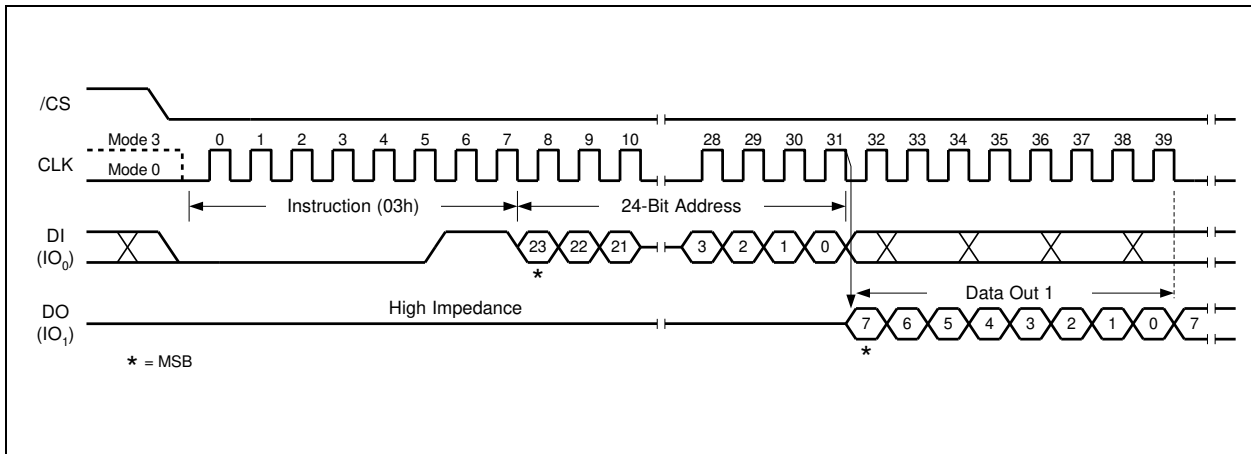 /CS
Mode 3
0 1 2 3 4 5 6 7 8 9 10 28 29 30 31 32 33 34 35 36 37 38 39
CLK
Mode 0
Instruction (03h) 24-Bit Address
DI
(IO0)
23 22 21 3 2 1 0
*
High Impedance
Data Out 1
DO
(IO1)
7 6 5 4 3 2 1 0 7
*
* = MSB